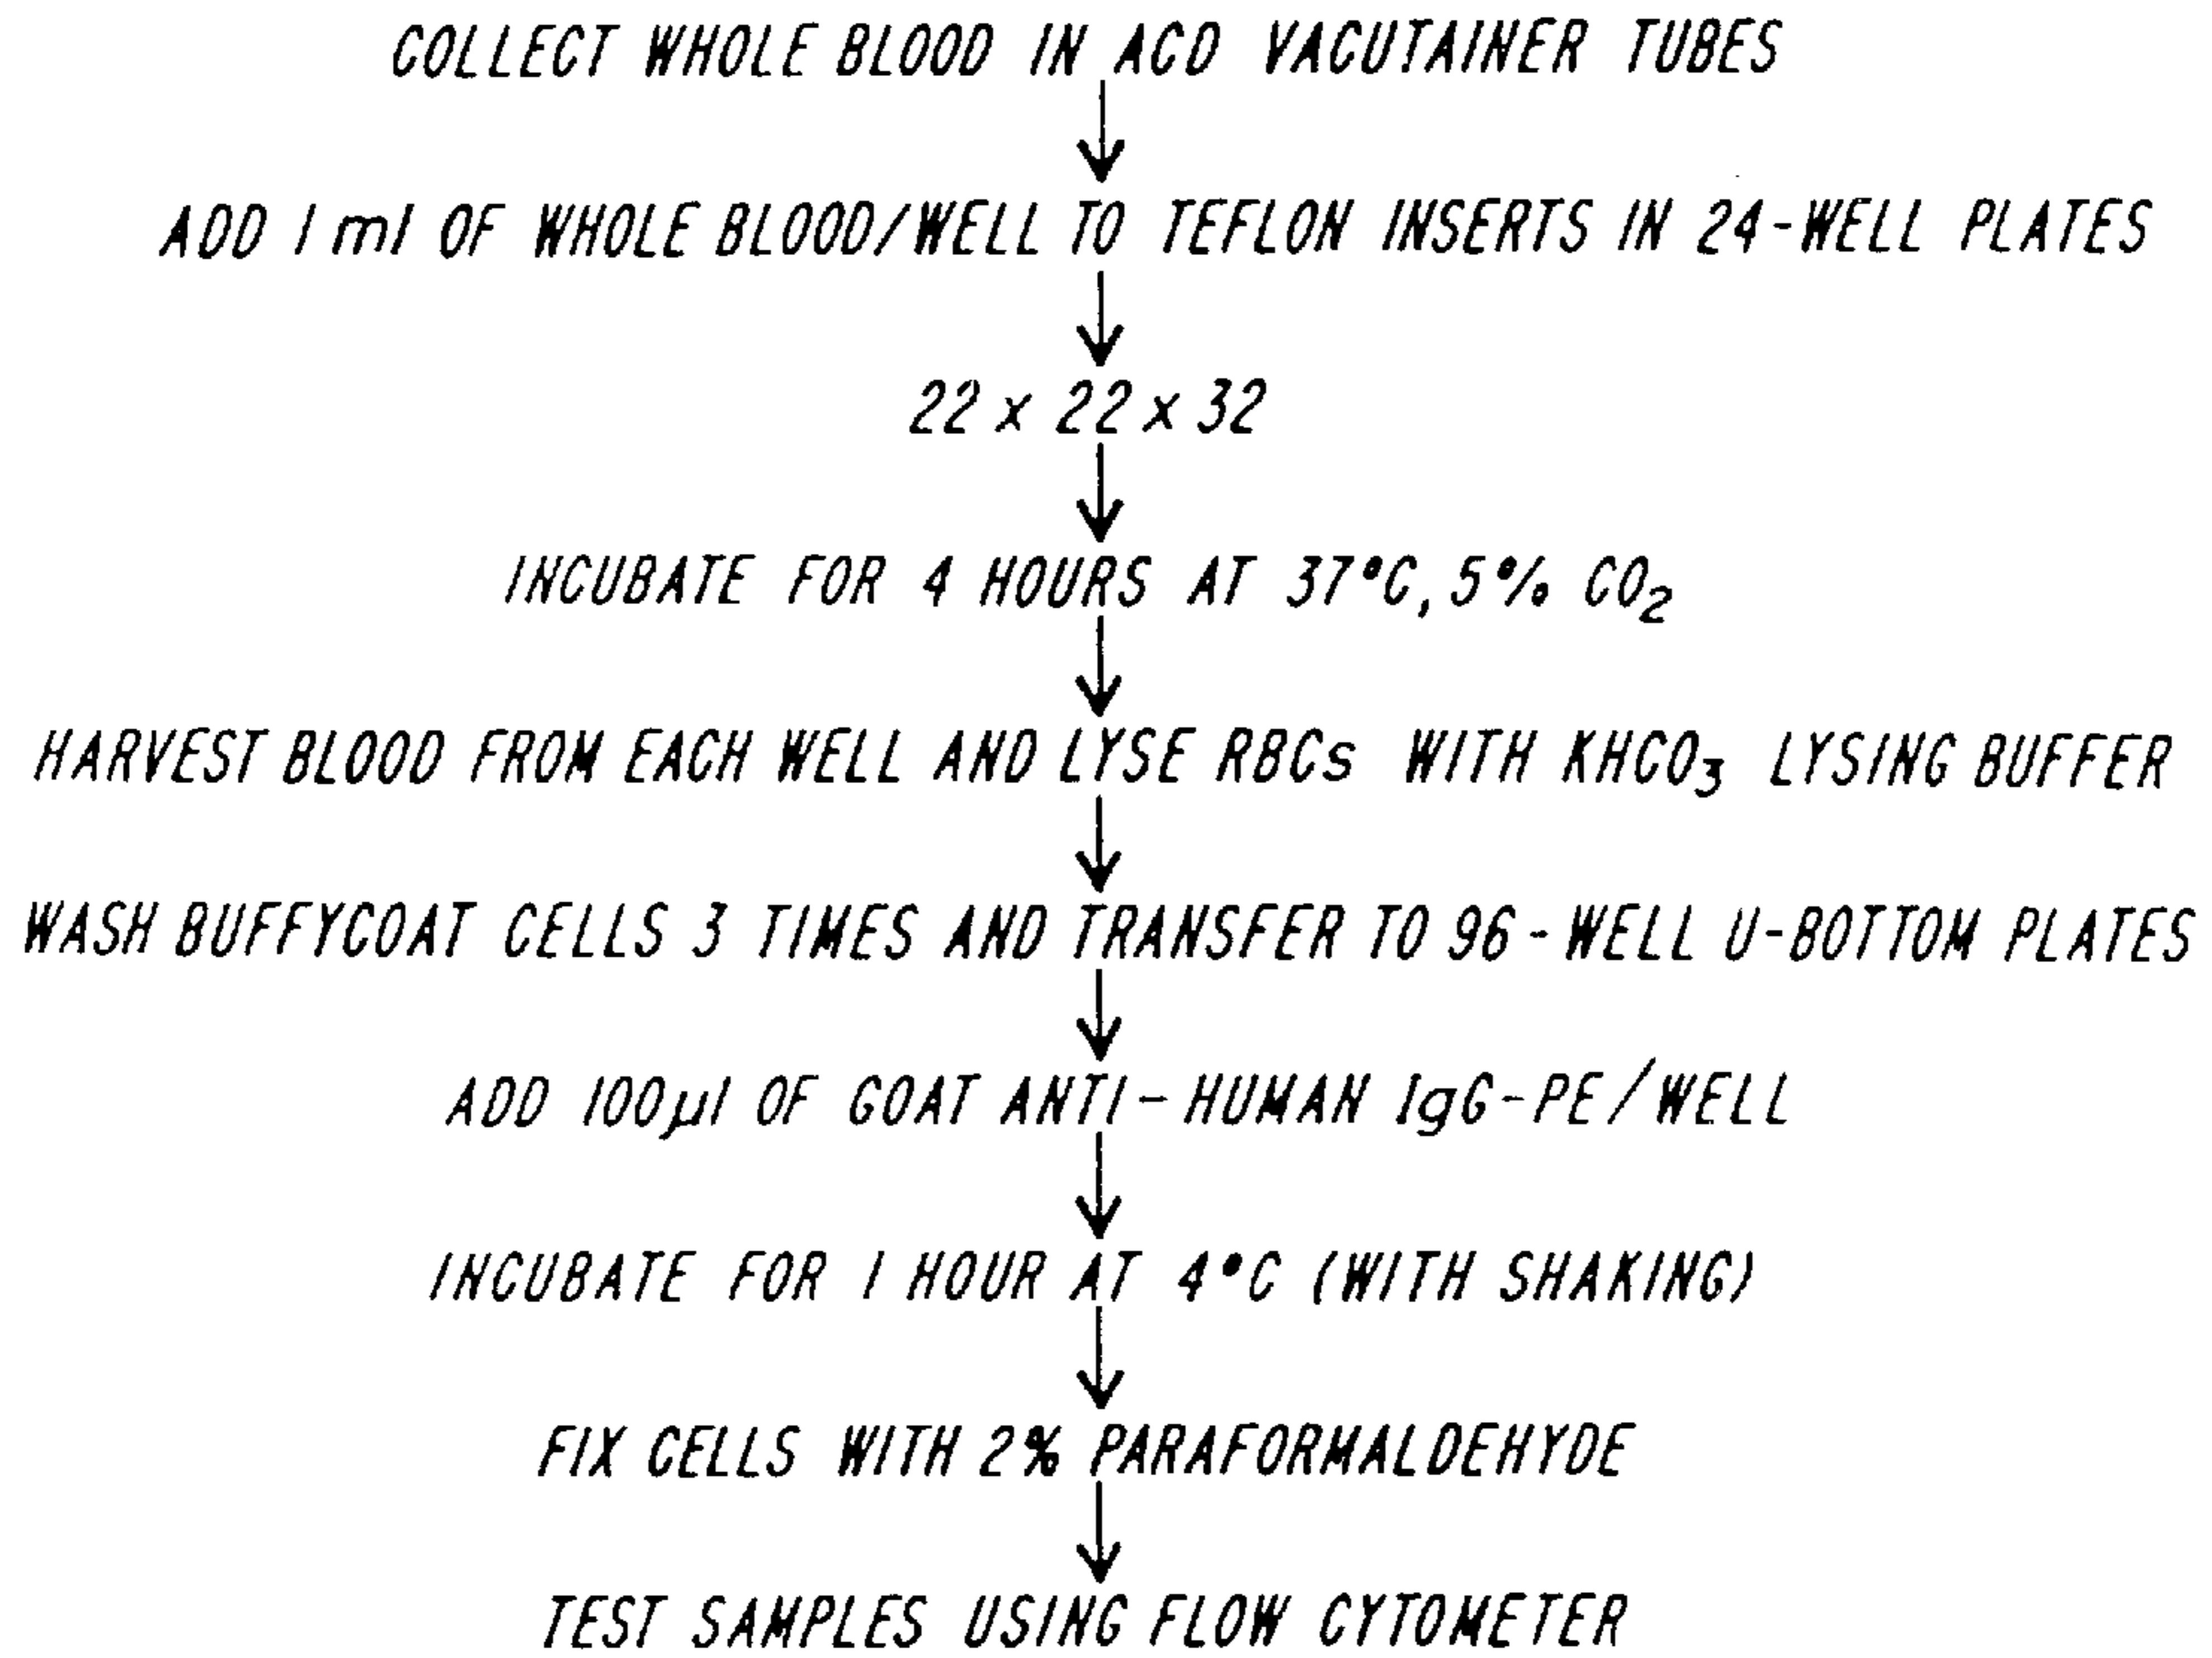 COLLECT WHOLE BLOOD IN ACD VACUTAINER TUBES
ADD 1 ml OF WHOLE BLOOD/WELL TO TEFLON INSERTS IN 24-WELL PLATES
22 x 22 x 32
INCUBATE FOR 4 HOURS AT 37°C, 5% CO₂
HARVEST BLOOD FROM EACH WELL AND LYSE RBCs WITH KHCO₃ LYSING BUFFER
WASH BUFFYCOAT CELLS 3 TIMES AND TRANSFER TO 96-WELL U-BOTTOM PLATES
ADD 100µl OF GOAT ANTI-HUMAN IgG-PE/WELL
INCUBATE FOR 1 HOUR AT 4°C (WITH SHAKING)
FIX CELLS WITH 2% PARAFORMALDEHYDE
TEST SAMPLES USING FLOW CYTOMETER